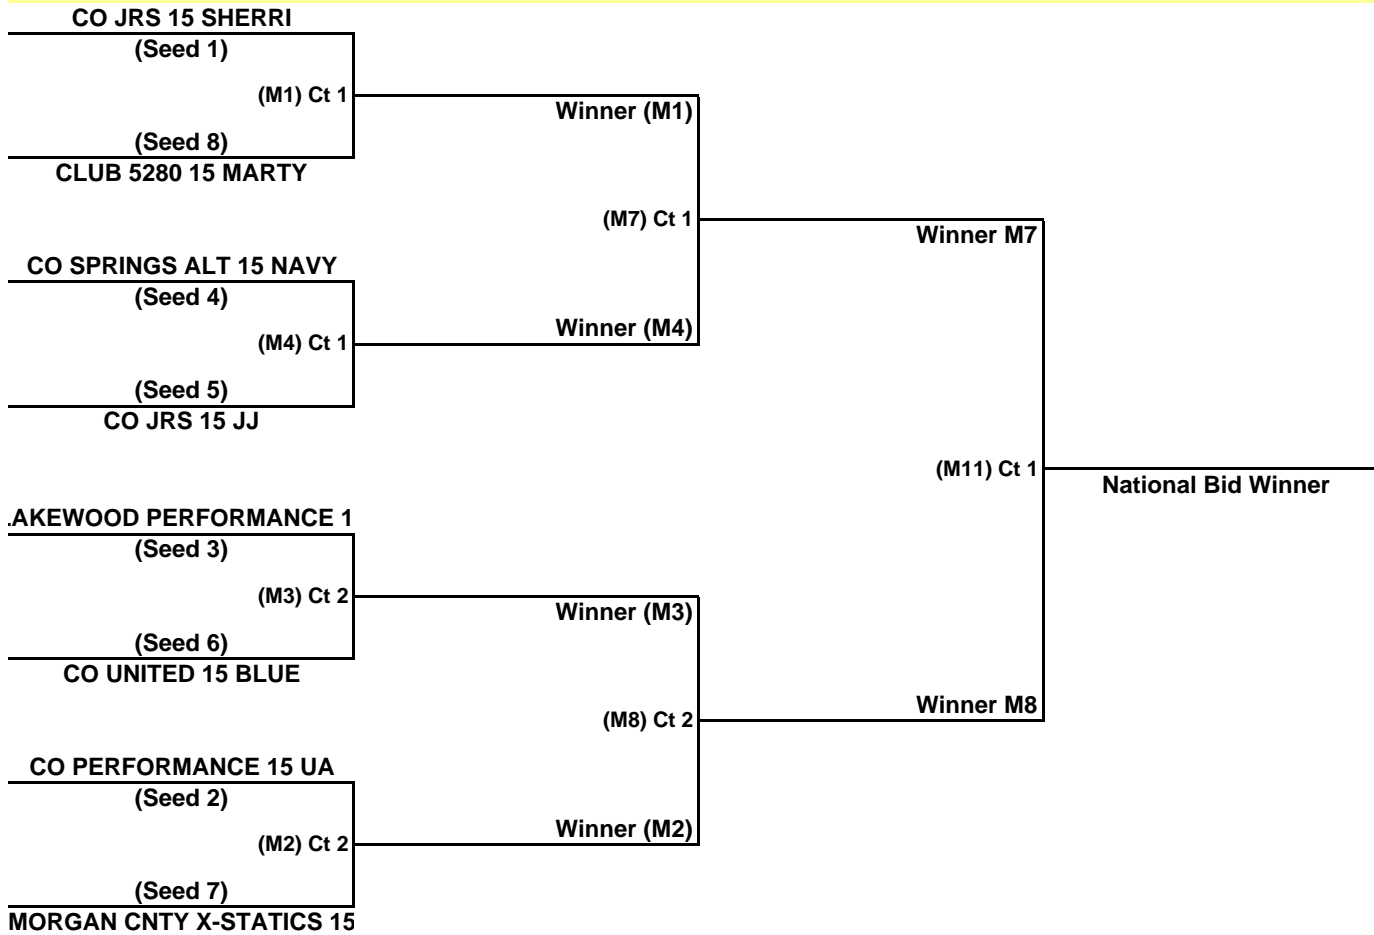 CO JRS 15 SHERRI
(Seed 1)
(M1) Ct 1
Winner (M1)
(Seed 8)
CLUB 5280 15 MARTY
(M7) Ct 1
Winner M7
CO SPRINGS ALT 15 NAVY
(Seed 4)
Winner (M4)
(M4) Ct 1
(Seed 5)
CO JRS 15 JJ
(M11) Ct 1
National Bid Winner
LAKEWOOD PERFORMANCE 1
(Seed 3)
(M3) Ct 2
Winner (M3)
(Seed 6)
CO UNITED 15 BLUE
Winner M8
(M8) Ct 2
CO PERFORMANCE 15 UA
(Seed 2)
Winner (M2)
(M2) Ct 2
(Seed 7)
MORGAN CNTY X-STATICS 15